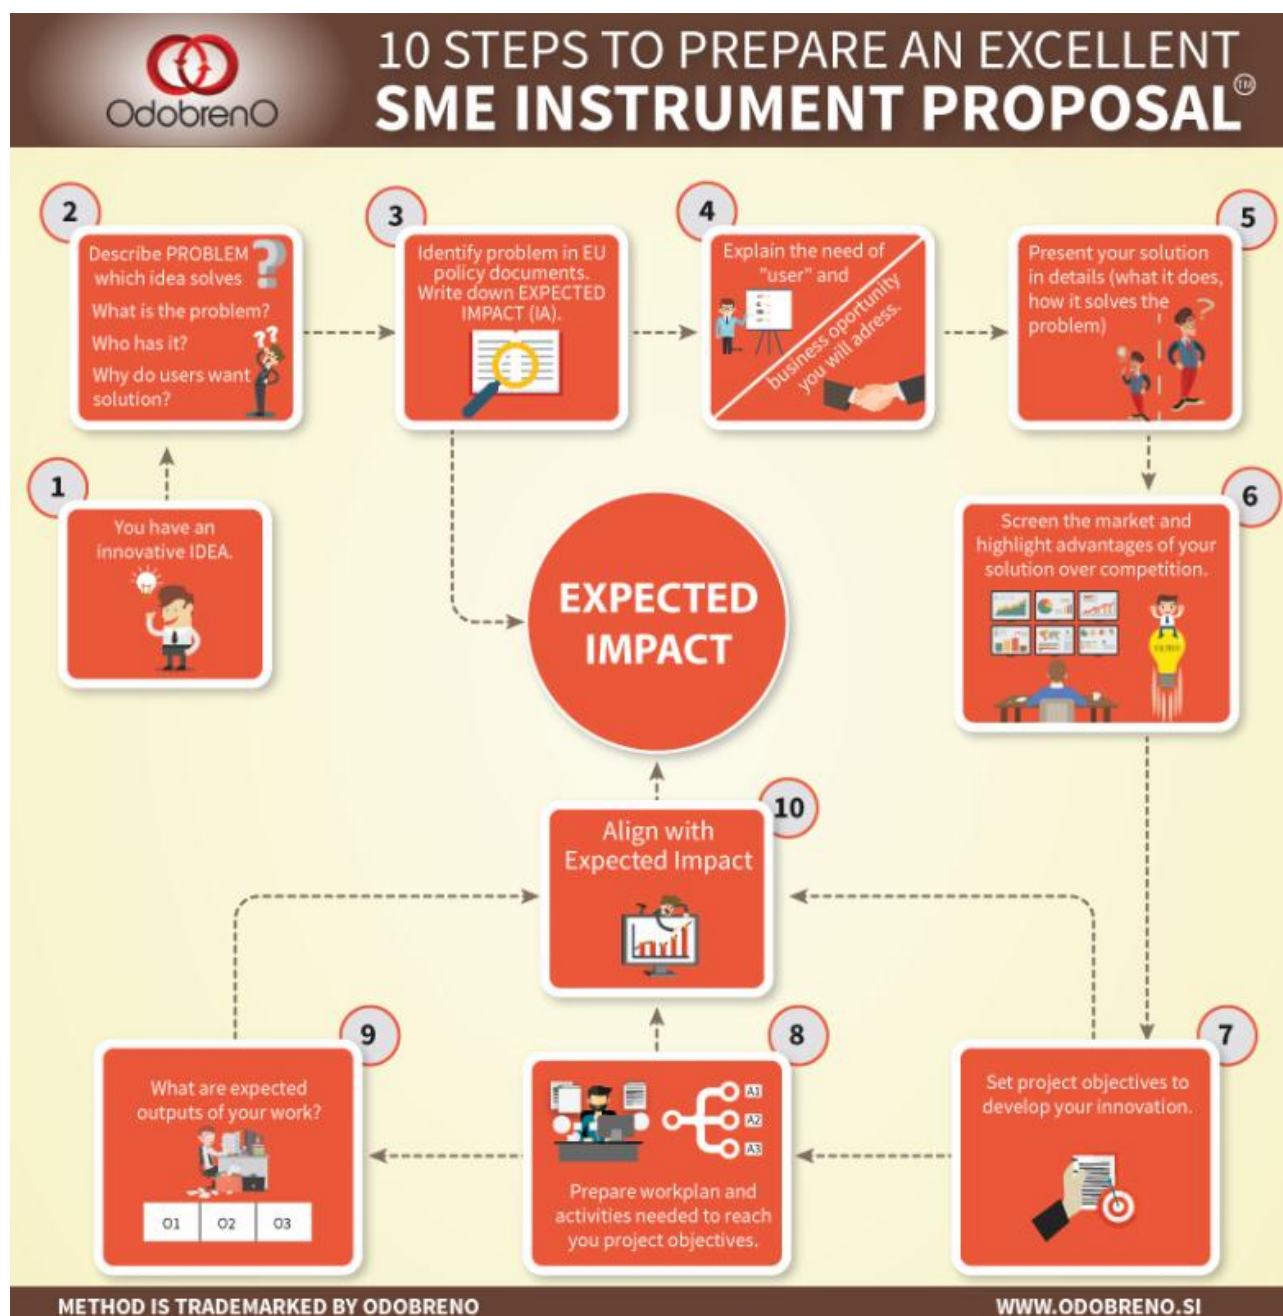 OdobrenO
10 STEPS TO PREPARE AN EXCELLENT
SME INSTRUMENT PROPOSAL
TM
1
You have an
innovative IDEA.
2
Describe PROBLEM
which idea solves
What is the problem?
Who has it?
Why do users want
solution?
3
Identify problem in EU
policy documents.
Write down EXPECTED
IMPACT (IA).
4
Explain the need of
"user" and
business oportunity
you will adress.
5
Present your solution
in details (what it does,
how it solves the
problem)
6
Screen the market and
highlight advantages of your
solution over competition.
EXPECTED
IMPACT
7
Set project objectives to
develop your innovation.
8
A1
A2
A3
Prepare workplan and
activities needed to reach
you project objectives.
9
What are expected
outputs of your work?
O1 O2 O3
10
Align with
Expected Impact
METHOD IS TRADEMARKED BY ODOBRENO
WWW.ODOBRENO.SI